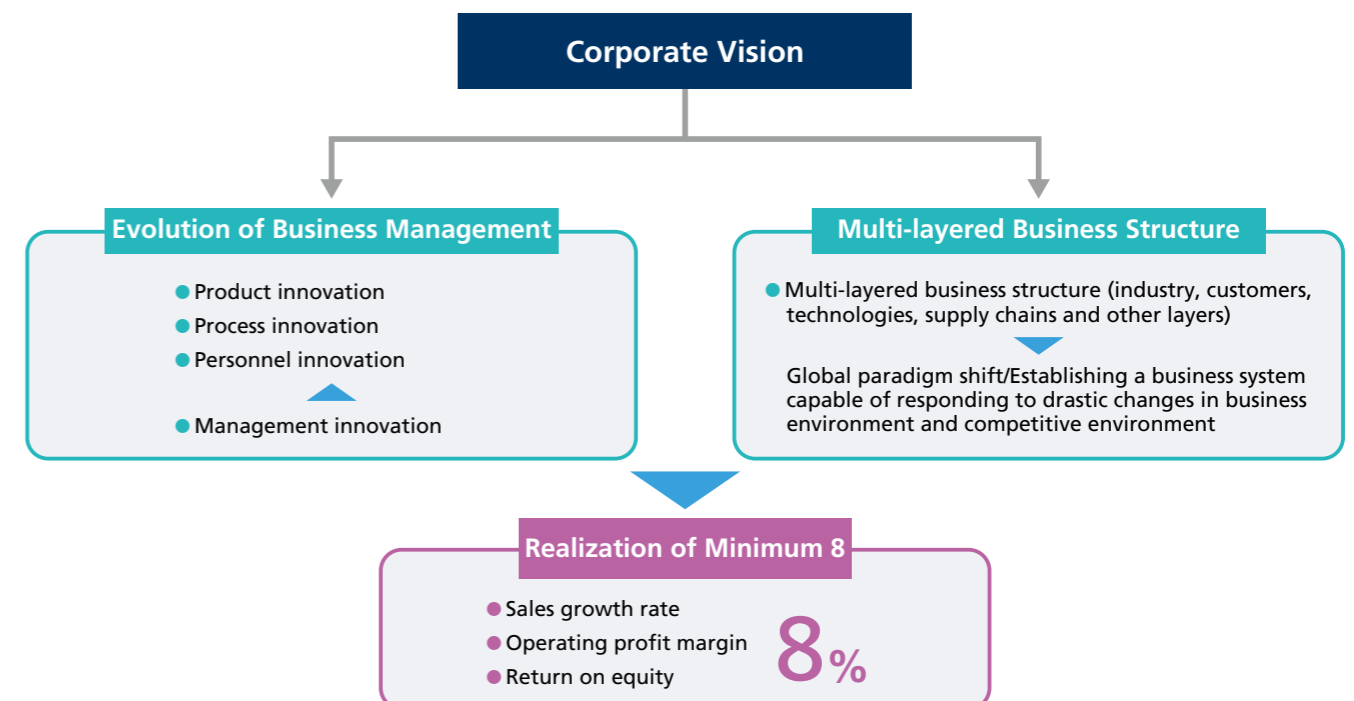 Corporate Vision
Evolution of Business Management
● Product innovation
● Process innovation
● Personnel innovation
● Management innovation
Multi-layered Business Structure
● Multi-layered business structure (industry, customers,
technologies, supply chains and other layers)
Global paradigm shift/Establishing a business system
capable of responding to drastic changes in business
environment and competitive environment
Realization of Minimum 8
● Sales growth rate
● Operating profit margin
● Return on equity
8%